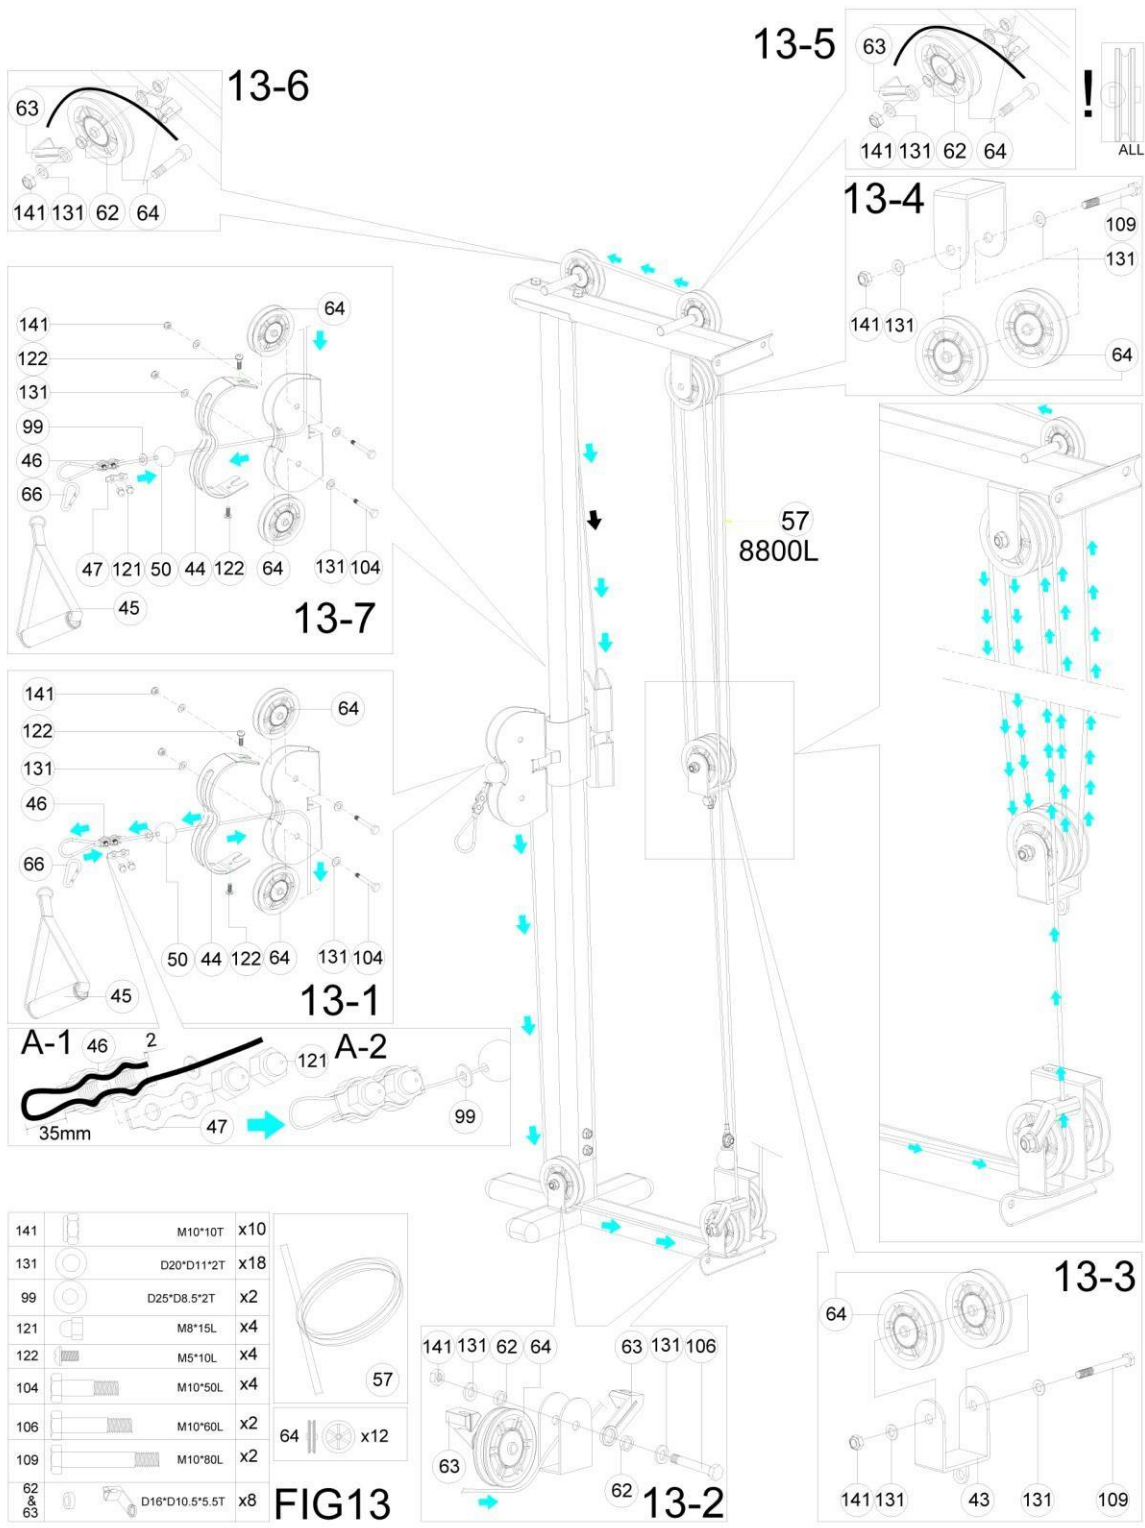 13-6
63
141 131 62 64
13-5
63
141 131 62 64
!
ALL
13-4
109
131
141 131
64
141
122
131
99
46
66
64
47 121 50 44 122 64 131 104
45
13-7
57
8800L
141
122
131
46
66
64
50 44 122 64 131 104
45
13-1
A-1
46
2
121
A-2
35mm
47
99
141 M10*10T x10
131 D20*D11*2T x18
99 D25*D8.5*2T x2
121 M8*15L x4
122 M5*10L x4
104 M10*50L x4
106 M10*60L x2
109 M10*80L x2
62
&
63
D16*D10.5*5.5T x8
57
64 x12
FIG13
141 131 62 64 63 131 106
63
62
13-2
13-3
64
141 131 43 131 109